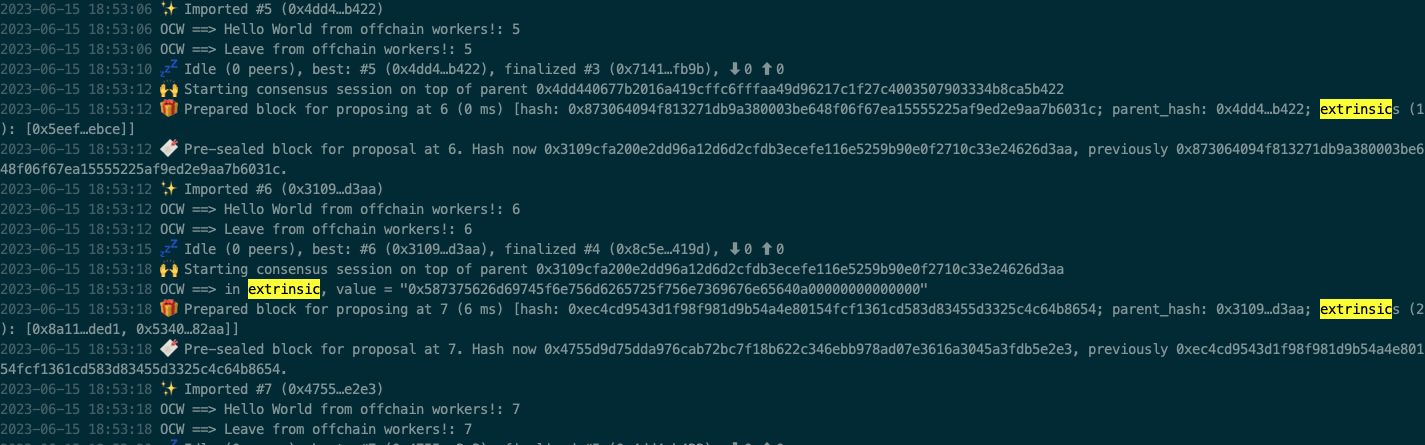 2023-06-15 18:53:06 ✨ Imported #5 (0x4dd4…b422)
2023-06-15 18:53:06 OCW ==> Hello World from offchain workers!: 5
2023-06-15 18:53:06 OCW ==> Leave from offchain workers!: 5
2023-06-15 18:53:10 💤 Idle (0 peers), best: #5 (0x4dd4…b422), finalized #3 (0x7141…fb9b), ⬇ 0 ⬆ 0
2023-06-15 18:53:12 🙌 Starting consensus session on top of parent 0x4dd440677b2016a419cffc6fffaa49d96217c1f27c4003507903334b8ca5b422
2023-06-15 18:53:12 🎁 Prepared block for proposing at 6 (0 ms) [hash: 0x873064094f813271db9a380003be648f06f67ea15555225af9ed2e9aa7b6031c; parent_hash: 0x4dd4…b422; extrinsics (1
): [0x5eef…ebce]]
2023-06-15 18:53:12 🔖 Pre-sealed block for proposal at 6. Hash now 0x3109cfa200e2dd96a12d6d2cfdb3ecefe116e5259b90e0f2710c33e24626d3aa, previously 0x873064094f813271db9a380003be6
48f06f67ea15555225af9ed2e9aa7b6031c.
2023-06-15 18:53:12 ✨ Imported #6 (0x3109…d3aa)
2023-06-15 18:53:12 OCW ==> Hello World from offchain workers!: 6
2023-06-15 18:53:12 OCW ==> Leave from offchain workers!: 6
2023-06-15 18:53:15 💤 Idle (0 peers), best: #6 (0x3109…d3aa), finalized #4 (0x8c5e…419d), ⬇ 0 ⬆ 0
2023-06-15 18:53:18 🙌 Starting consensus session on top of parent 0x3109cfa200e2dd96a12d6d2cfdb3ecefe116e5259b90e0f2710c33e24626d3aa
2023-06-15 18:53:18 OCW ==> in extrinsic, value = "0x587375626d69745f6e756d6265725f756e7369676e65640a00000000000000"
2023-06-15 18:53:18 🎁 Prepared block for proposing at 7 (6 ms) [hash: 0xec4cd9543d1f98f981d9b54a4e80154fcf1361cd583d83455d3325c4c64b8654; parent_hash: 0x3109…d3aa; extrinsics (2
): [0x8a11…ded1, 0x5340…82aa]]
2023-06-15 18:53:18 🔖 Pre-sealed block for proposal at 7. Hash now 0x4755d9d75dda976cab72bc7f18b622c346ebb978ad07e3616a3045a3fdb5e2e3, previously 0xec4cd9543d1f98f981d9b54a4e801
54fcf1361cd583d83455d3325c4c64b8654.
2023-06-15 18:53:18 ✨ Imported #7 (0x4755…e2e3)
2023-06-15 18:53:18 OCW ==> Hello World from offchain workers!: 7
2023-06-15 18:53:18 OCW ==> Leave from offchain workers!: 7